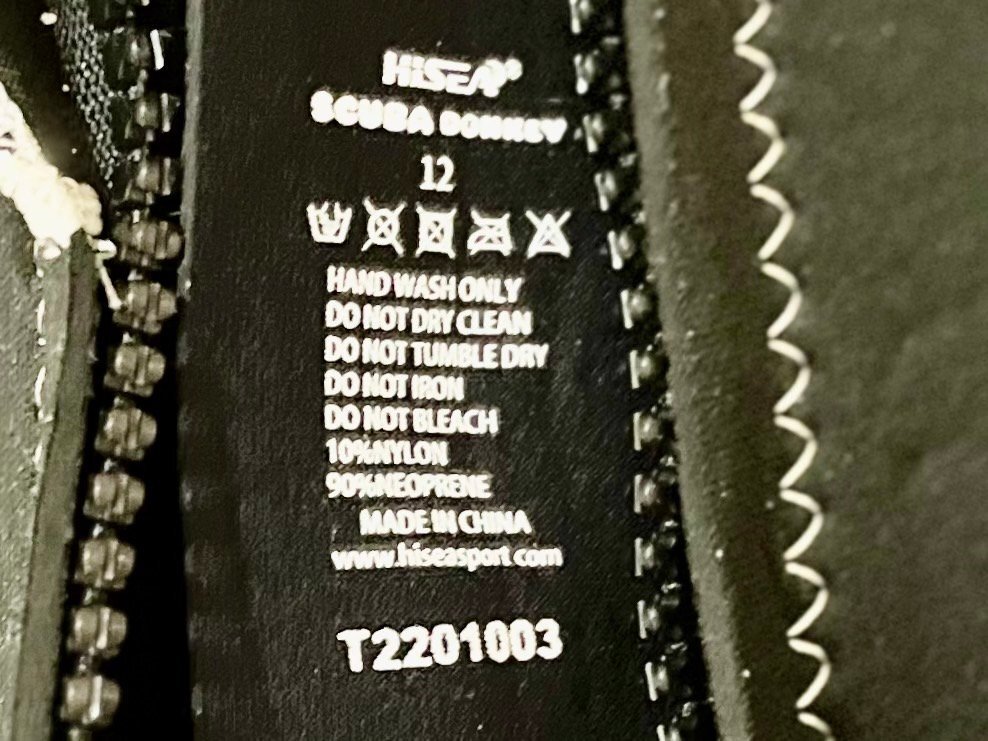 HISEA®
SCUBA DONKEY
12
HAND WASH ONLY
DO NOT DRY CLEAN
DO NOT TUMBLE DRY
DO NOT IRON
DO NOT BLEACH
10%NYLON
90%NEOPRENE
MADE IN CHINA
www.hiseasport.com
T2201003